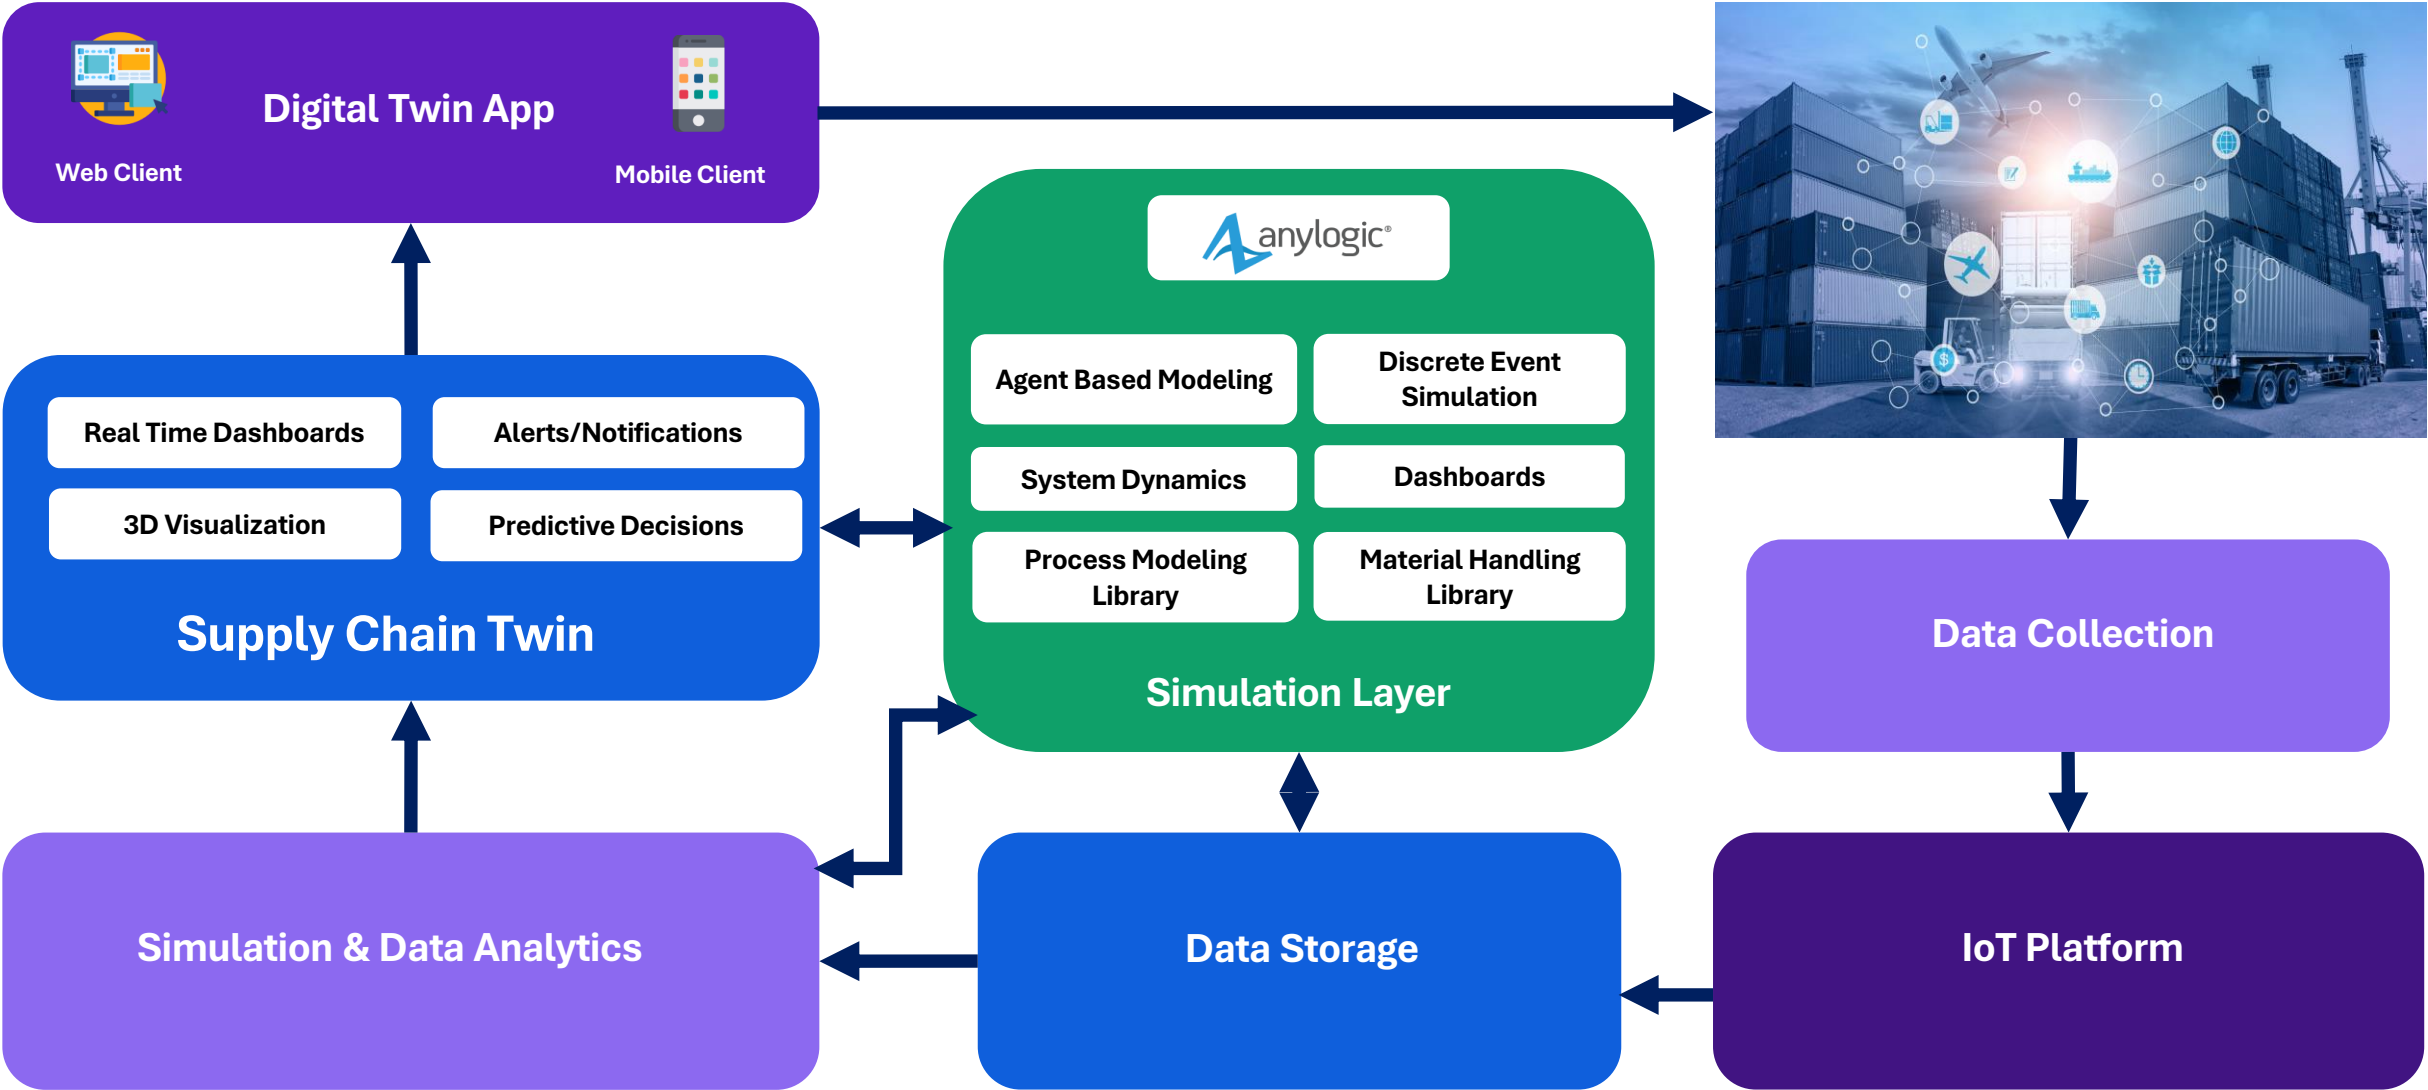 Digital Twin App
Web Client
Mobile Client
anylogic®
Agent Based Modeling
Discrete Event
Simulation
System Dynamics
Dashboards
Process Modeling
Library
Material Handling
Library
Simulation Layer
Real Time Dashboards
Alerts/Notifications
3D Visualization
Predictive Decisions
Supply Chain Twin
Data Collection
Simulation & Data Analytics
Data Storage
IoT Platform